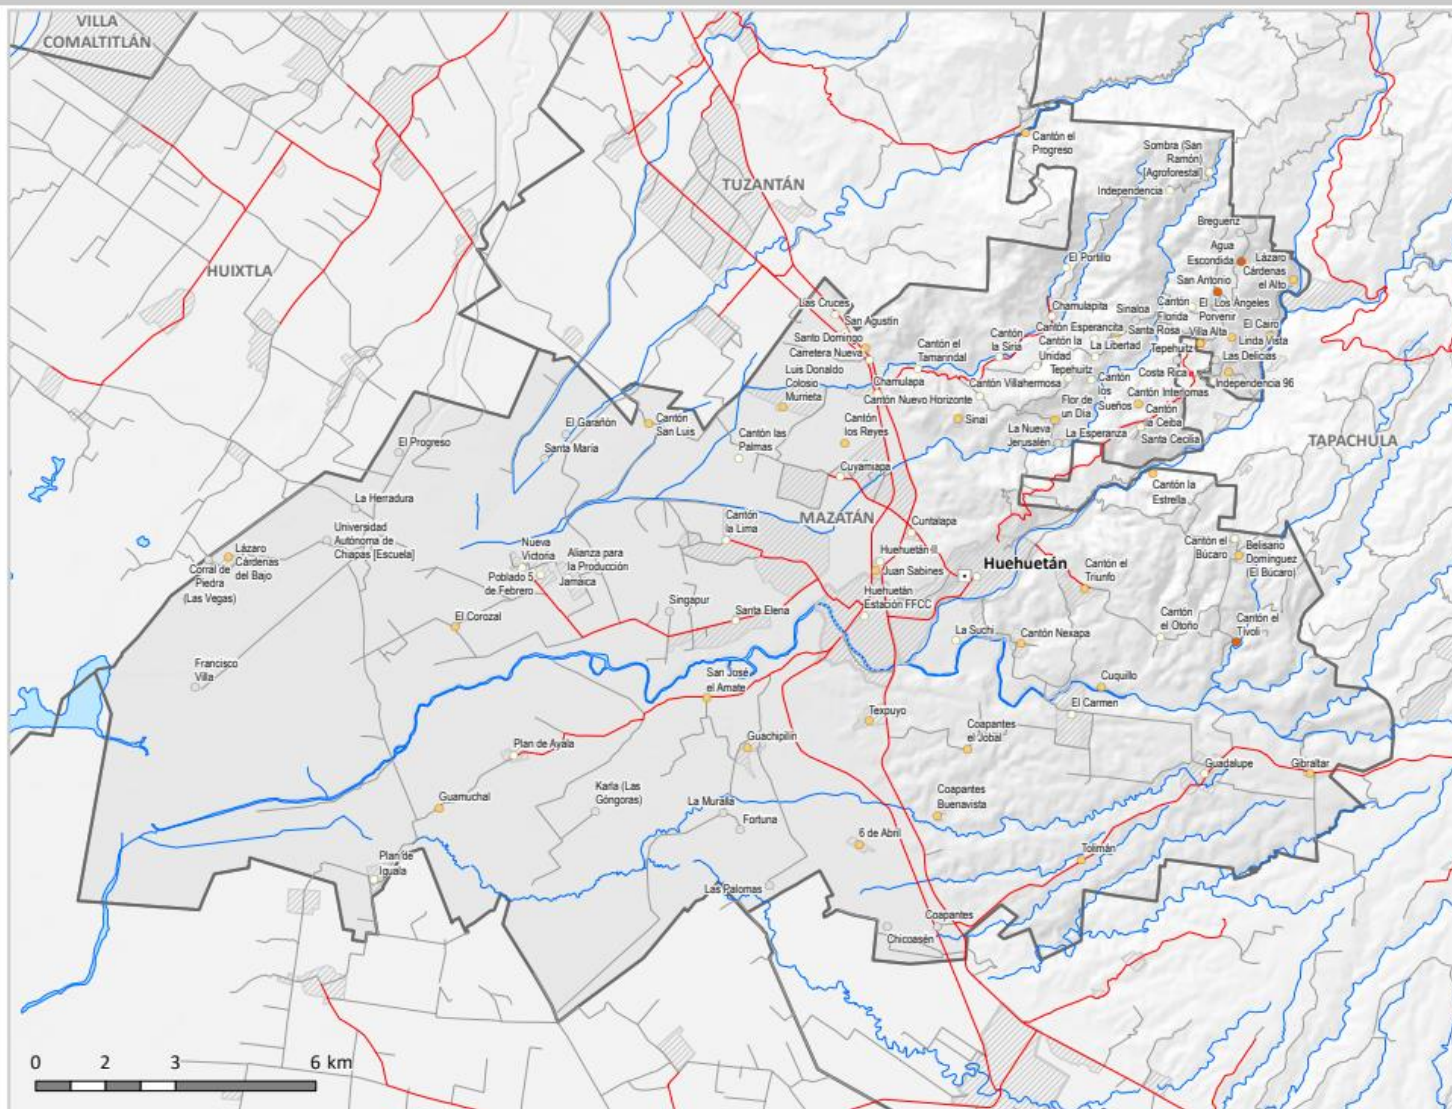 VILLA
COMALTITLÁN
Cantón el
Progreso
Sombra (San
Ramón)
[Agroforestal]
TUZANTÁN
Independencia
Breguenz
HUIXTLA
Agua
Escondida
Lázaro
Cárdenas
el Alto
El Portillo
San Antonio
Las Cruces
San Agustín
Chamulapita
Sinaloa
Cantón
Florida
El
Porvenir
Los Angeles
Santo Domingo
Carretera Nueva
Cantón el
Tamarindal
Cantón
la Siria
Cantón Esperancita
Santa Rosa
Villa Alta
El Cairo
Linda Vista
Cantón la
Unidad
La Libertad
Tepehuitz
Las Delicias
Luis Donaldo
Colosio
Murrieta
Chamulapa
Cantón Villahermosa
Tepehuitz
Cantón
los
Sueños
Costa Rica
Independencia 96
Cantón Nuevo Horizonte
Cantón Interlomas
El Garañón
Cantón
San Luis
Cantón
los Reyes
Sinaí
Flor de
un Dia
Cantón
la Ceiba
La Nueva
Jerusalén
La Esperanza
Santa Cecilia
TAPACHULA
El Progreso
Santa María
Cantón las
Palmas
Cuyamiapa
Cantón la
Estrella
La Herradura
MAZATÁN
Cantón
la Lima
Cuntalapa
Universidad
Autónoma de
Chiapas [Escuela]
Nueva
Victoria
Alianza para
la Producción
Huehuetán II
Cantón el
Búcaro
Belisario
Domínguez
(El Búcaro)
Lázaro
Cárdenas
del Bajo
Corral de
Piedra
(Las Vegas)
Poblado 5
de Febrero
Jamaica
Juan Sabines
Huehuetán
Cantón el
Triunfo
Huehuetán
Estación FFCC
Singapur
Santa Elena
El Corozal
La Suchi
Cantón Nexapa
Cantón
el Otoño
Cantón el
Tívoli
Francisco
Villa
San José
el Amate
Cuquillo
El Carmen
Texpuyo
Coapantes
el Jobal
Plan de Ayala
Guachipilín
Guadalupe
Gibraltar
Guamuchal
Karla (Las
Góngoras)
La Muralla
Fortuna
Coapantes
Buenavista
6 de Abril
Tolimán
Plan de
Iguala
Las Palomas
Coapantes
Chicoasén
0 2 3 6 km